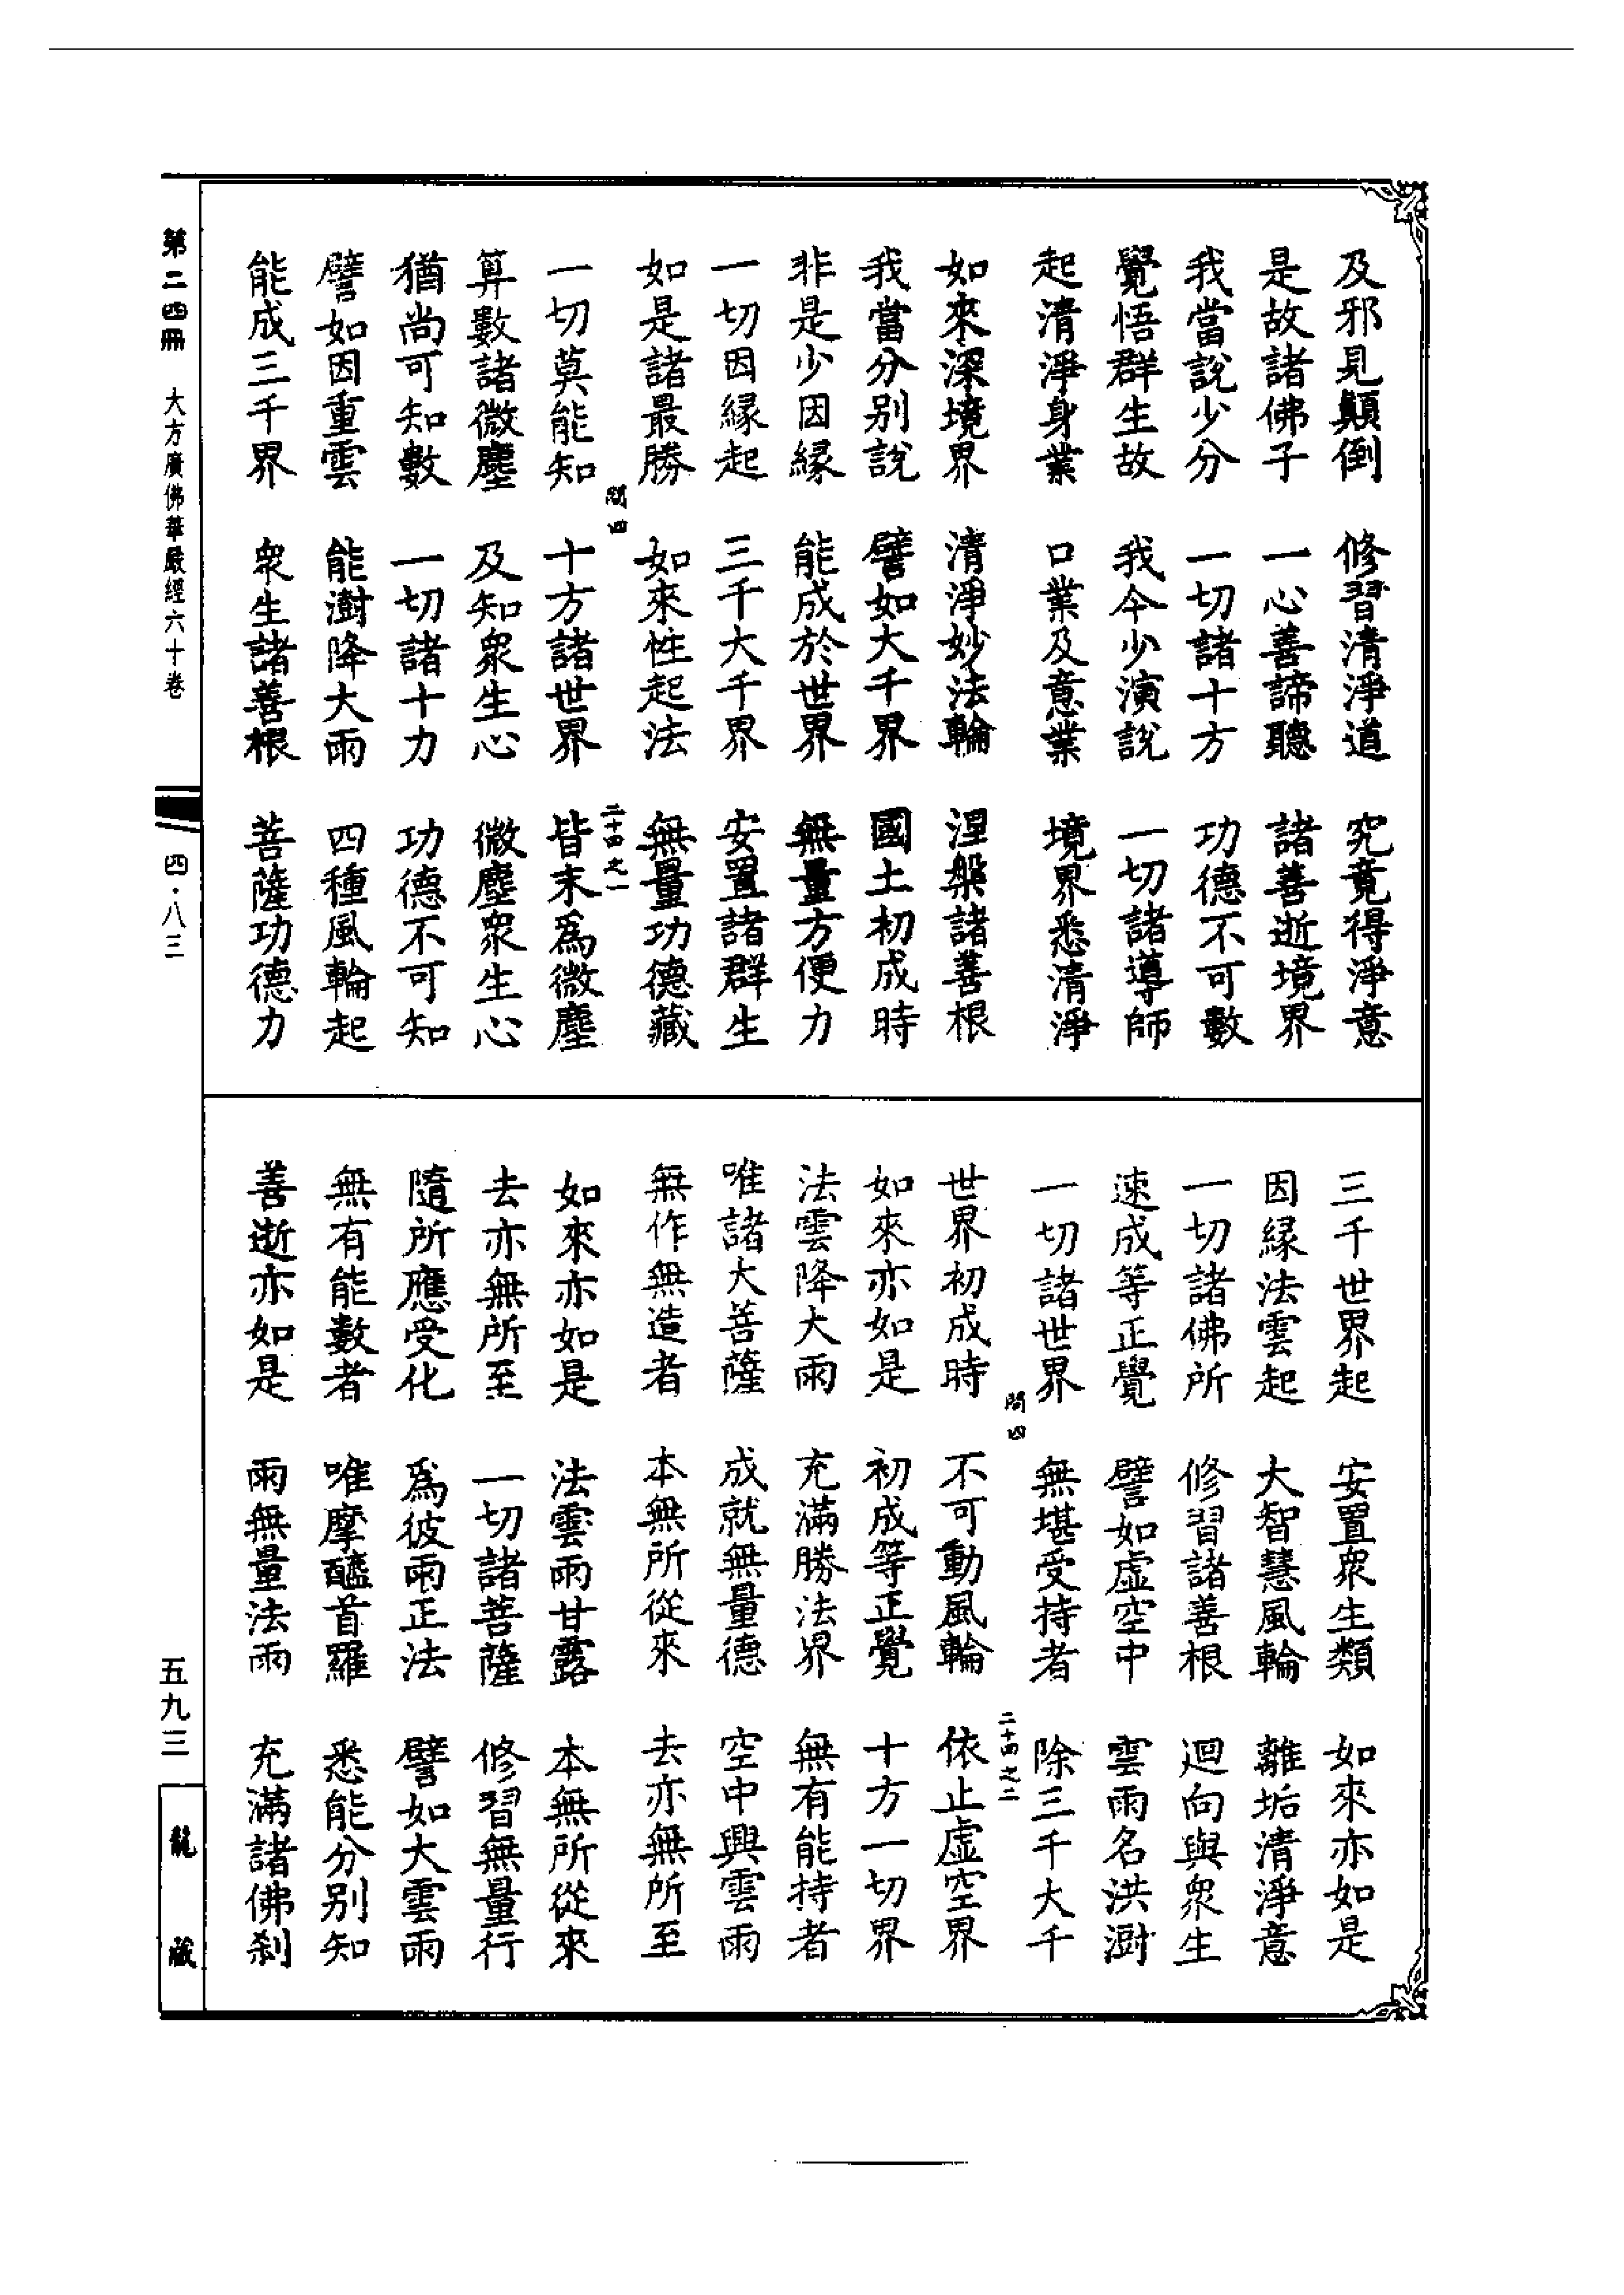 及邪見顛倒　修習清淨道　究竟得淨意
是故諸佛子　一心善諦聽　諸善逝境界
我當說少分　一切諸十方　功德不可數
覺悟群生故　我今少演說　一切諸導師
起清淨身業　口業及意業　境界悉清淨
如來深境界　清淨妙法輪　涅槃諸善根
我當分別說　譬如大千界　國土初成時
非是少因緣　能成於世界　無量方便力
一切因緣起　三千大千界　安置諸群生
如是諸最勝　如來性起法　無量功德藏
問四　二十四之一
一切莫能知　十方諸世界　皆末為微塵
算數諸微塵　及知眾生心　微塵眾生心
猶尚可知數　一切諸十力　功德不可知
譬如因重雲　能澍降大雨　四種風輪起
能成三千界　衆生諸善根　菩薩功德力
三千世界起　安置衆生類　如來亦如是
因緣法雲起　大智慧風輪　離垢清淨意
一切諸佛所　修習諸善根　迴向與衆生
速成等正覺　譬如虛空中　雲雨名洪澍
一切諸世界　無堪受持者　除三千大千
問四　二十四之二
世界初成時　不可動風輪　依止虛空界
如來亦如是　初成等正覺　十方一切界
法雲降大雨　充滿勝法界　無有能持者
唯諸大菩薩　成就無量德　空中興雲雨
無作無造者　本無所從來　去亦無所至
如來亦如是　法雲雨甘露　本無所從來
去亦無所至　一切諸菩薩　修習無量行
隨所應受化　為彼雨正法　譬如大雲雨
無有能數者　唯摩醯首羅　悉能分別知
善逝亦如是　雨無量法雨　充滿諸佛刹
第二四冊　大方廣佛華嚴經六十卷　四·八三　五九三　龍藏